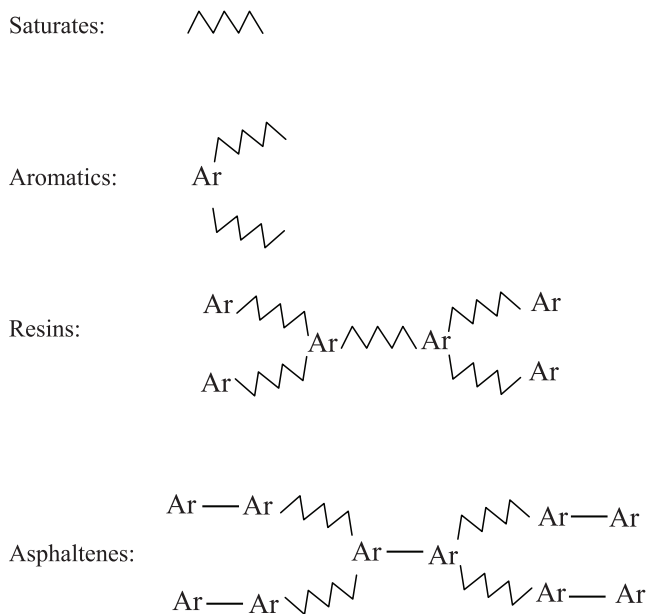 Saturates:
Aromatics:
Ar
Resins:
Ar Ar
Ar Ar
Ar Ar
Asphaltenes:
Ar — Ar Ar — Ar
Ar — Ar
Ar — Ar Ar — Ar